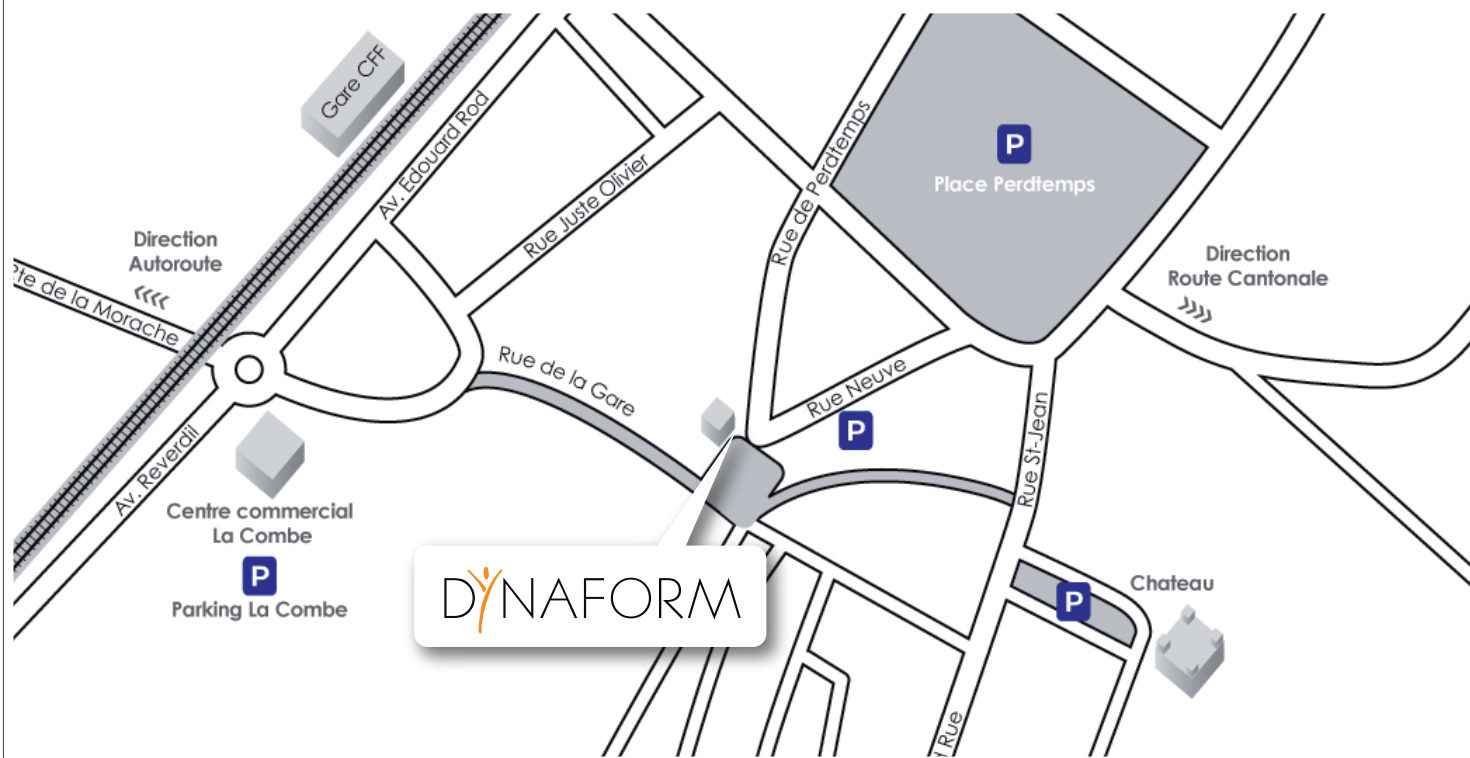 Gare CFF
Av. Edouard Rod
Rue Juste Olivier
Rue de Perdtemps
P
Place Perdtemps
Direction
Autoroute
de la Morache
Direction
Route Cantonale
Rue de la Gare
Rue Neuve
P
Rue St-Jean
Av. Reverdil
Centre commercial
La Combe
P
Parking La Combe
DYNAFORM
P
Chateau
Rue